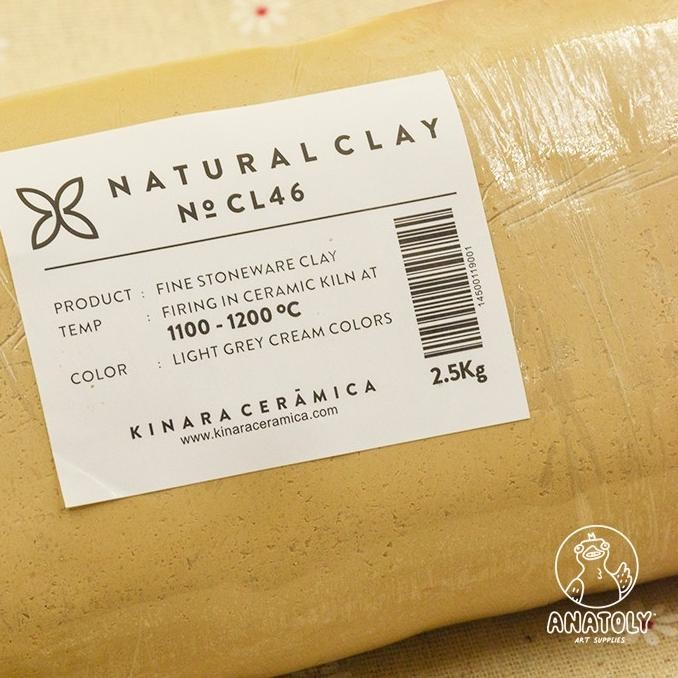 NATURAL CLAY
Nº CL46
PRODUCT : FINE STONEWARE CLAY
TEMP : FIRING IN CERAMIC KILN AT
1100 - 1200 ºC
COLOR : LIGHT GREY CREAM COLORS
14500119001
2.5Kg
KINARA CERĀMICA
www.kinaraceramica.com
ANATOLY
ART SUPPLIES